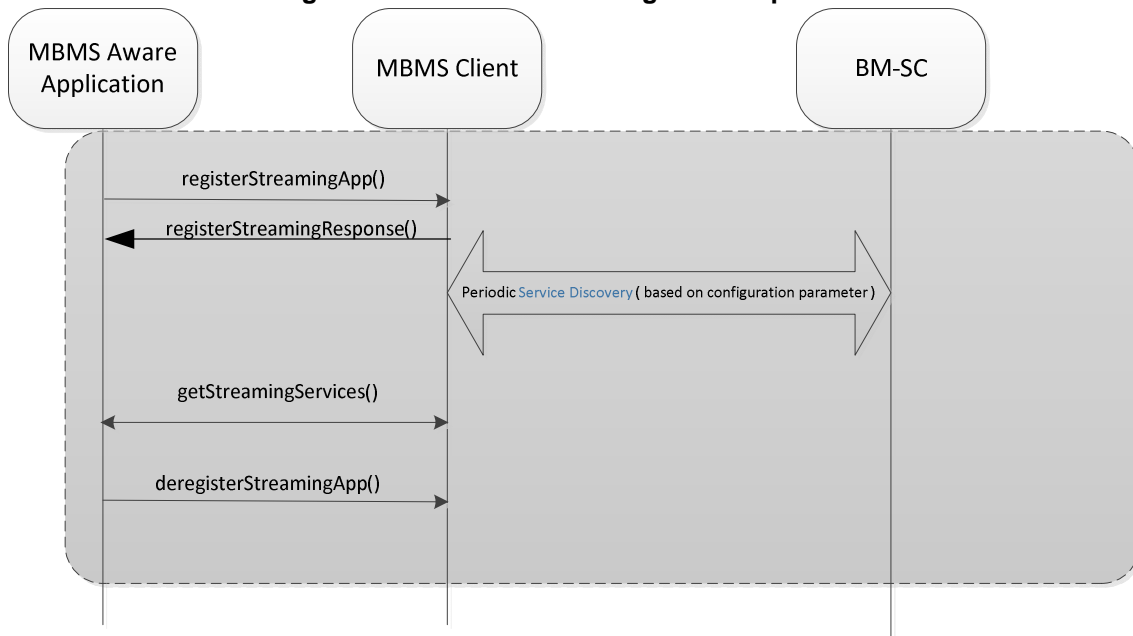 MBMS Aware
Application
MBMS Client
BM-SC
registerStreamingApp()
registerStreamingResponse()
Periodic Service Discovery ( based on configuration parameter )
getStreamingServices()
deregisterStreamingApp()